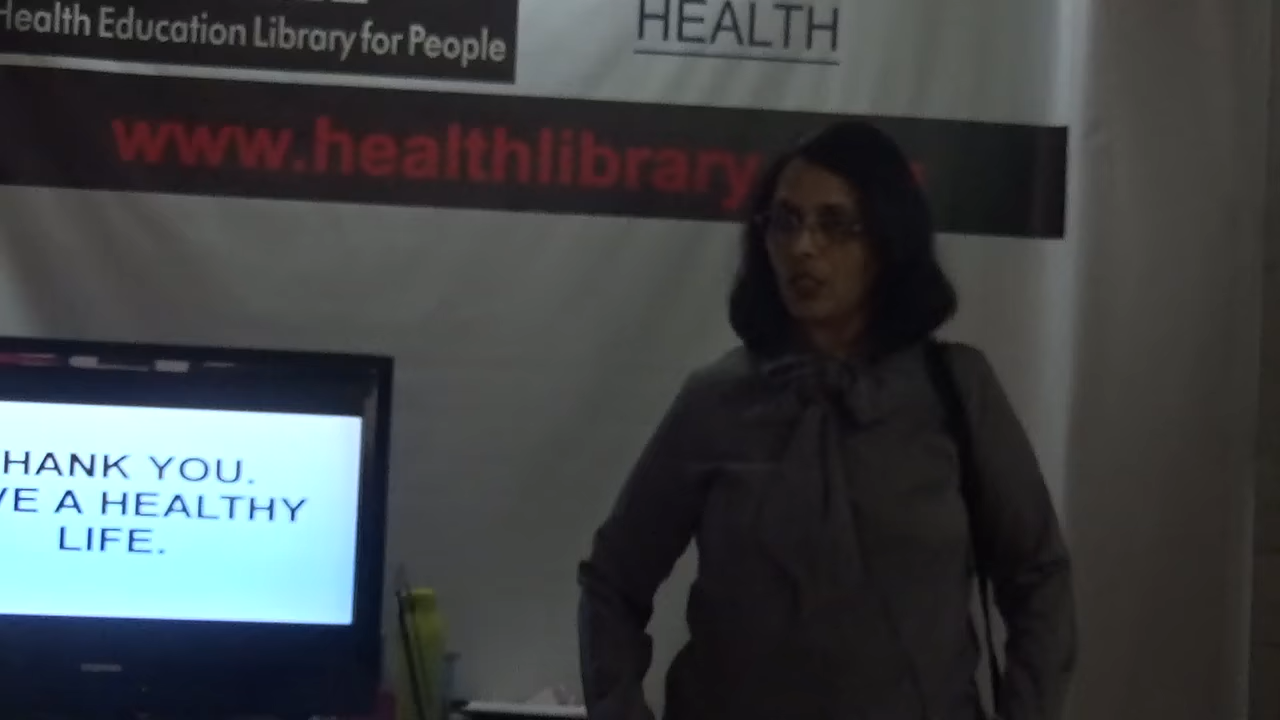 Health Education Library for People
HEALTH
www.healthlibrary
HANK YOU.
VE A HEALTHY
LIFE.